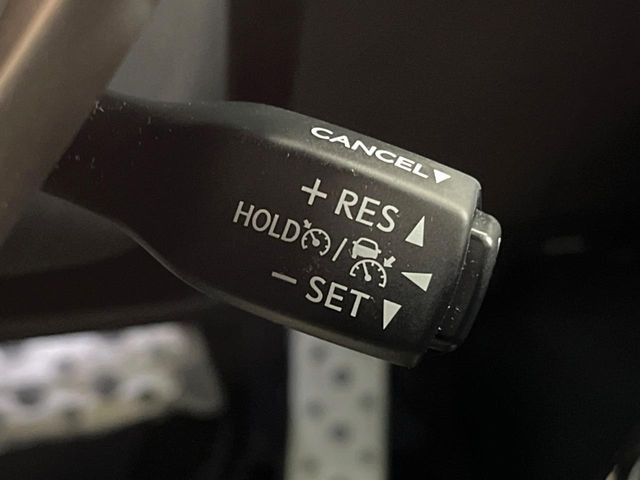 CANCEL
+ RES
HOLD /
− SET